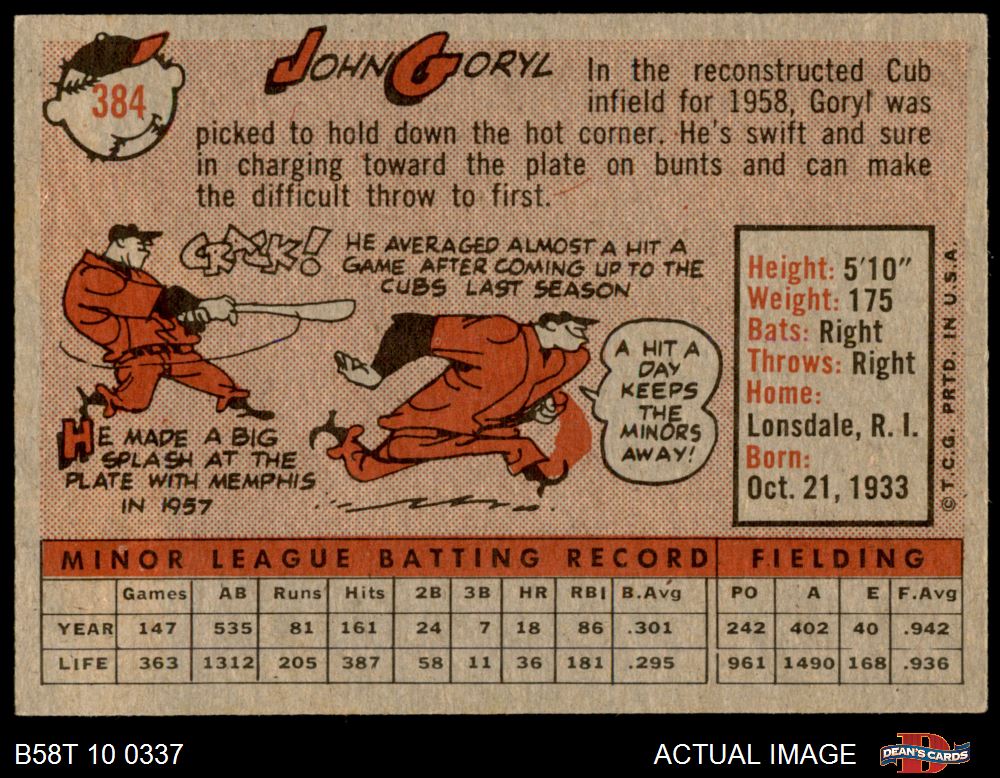 384
JOHN GORYL
In the reconstructed Cub
infield for 1958, Goryl was
picked to hold down the hot corner. He's swift and sure
in charging toward the plate on bunts and can make
the difficult throw to first.
CRACK!
HE AVERAGED ALMOST A HIT A
GAME AFTER COMING UP TO THE
CUBS LAST SEASON
HE MADE A BIG
SPLASH AT THE
PLATE WITH MEMPHIS
IN 1957
A HIT A
DAY
KEEPS
THE
MINORS
AWAY!
Height: 5'10"
Weight: 175
Bats: Right
Throws: Right
Home:
Lonsdale, R. I.
Born:
Oct. 21, 1933
© T.C.G. PRTD. IN U.S.A.
MINOR LEAGUE BATTING RECORD FIELDING
Games AB Runs Hits 2B 3B HR RBI B.Avg PO A E F.Avg
YEAR 147 535 81 161 24 7 18 86 .301 242 402 40 .942
LIFE 363 1312 205 387 58 11 36 181 .295 961 1490 168 .936
B58T 10 0337
ACTUAL IMAGE
DEAN'S CARDS